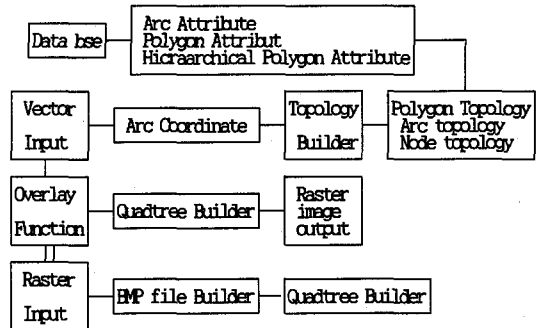 Arc Attribute
Data bse
Polygon Attribut
Hicraarchical Polygon Attribute
Vector
Input
Arc Coordinate
Topology
Builder
Polygon Topology
Arc topology
Node topology
Overlay
Function
Quadtree Builder
Raster
image
output
Raster
Input
BMP file Builder
Quadtree Builder